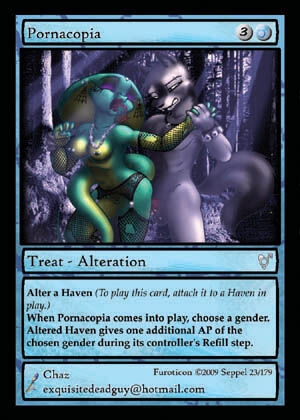 Pornacopia 3
Treat - Alteration
Alter a Haven (To play this card, attach it to a Haven in
play.)
When Pornacopia comes into play, choose a gender.
Altered Haven gives one additional AP of the
chosen gender during its controller's Refill step.
Chaz Furoticon ©2009 Seppel 23/179
exquisitedeadguy@hotmail.com